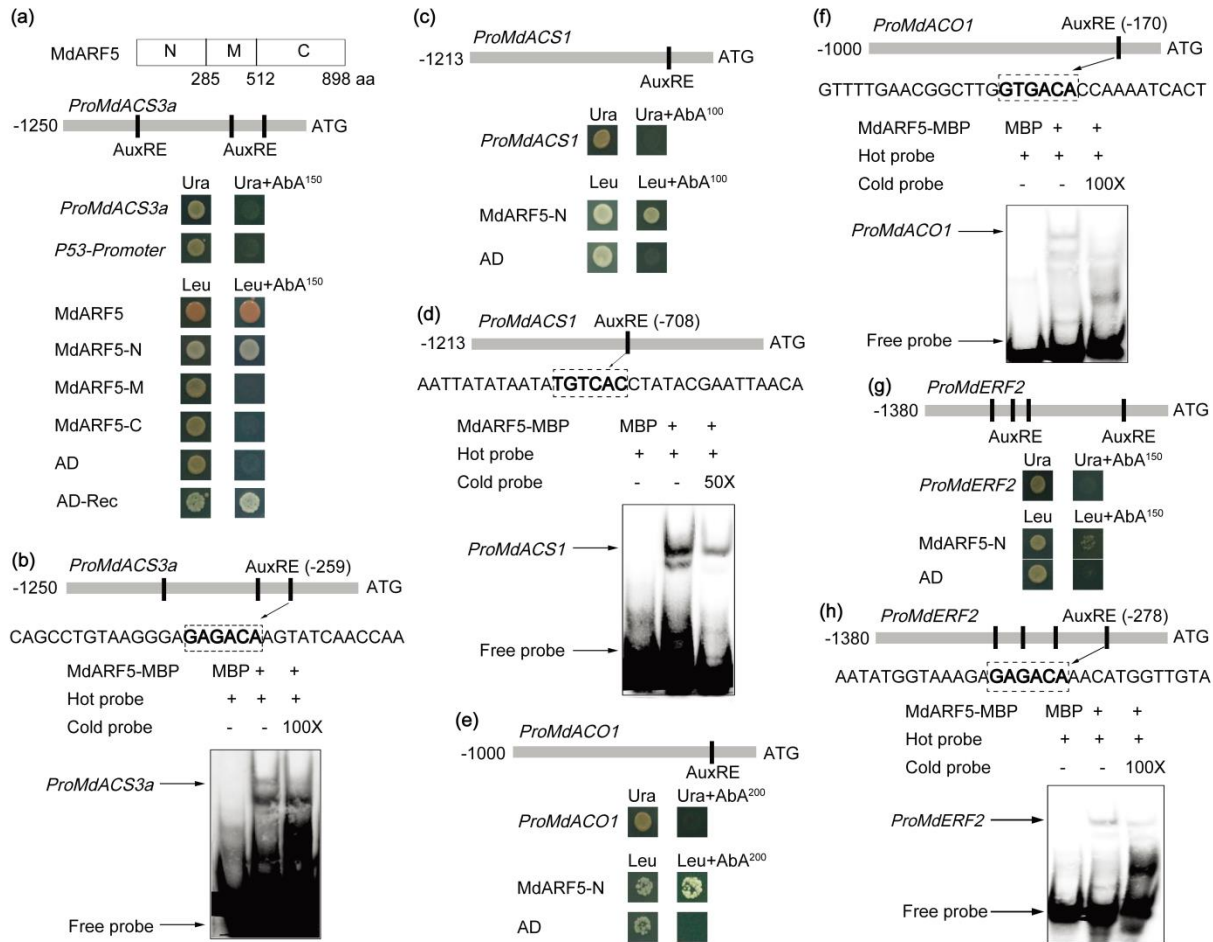 (a)
MdARF5 N M C
285 512 898 aa
ProMdACS3a
-1250 ATG
AuxRE AuxRE
Ura Ura+AbA150
ProMdACS3a
P53-Promoter
Leu Leu+AbA150
MdARF5
MdARF5-N
MdARF5-M
MdARF5-C
AD
AD-Rec
(b)
ProMdACS3a AuxRE (-259)
-1250 ATG
CAGCCTGTAAGGGAGAGACAAGTATCAACCAA
MdARF5-MBP MBP + +
Hot probe + + +
Cold probe - - 100X
ProMdACS3a
Free probe
(c)
ProMdACS1
-1213 ATG
AuxRE
Ura Ura+AbA100
ProMdACS1
Leu Leu+AbA100
MdARF5-N
AD
(d)
ProMdACS1 AuxRE (-708)
-1213 ATG
AATTATATAATATGTCACCTATACGAATTAACA
MdARF5-MBP MBP + +
Hot probe + + +
Cold probe - - 50X
ProMdACS1
Free probe
(e)
ProMdACO1
-1000 ATG
AuxRE
Ura Ura+AbA200
ProMdACO1
Leu Leu+AbA200
MdARF5-N
AD
(f)
ProMdACO1 AuxRE (-170)
-1000 ATG
GTTTTGAACGGCTTGGTGACACCAAAATCACT
MdARF5-MBP MBP + +
Hot probe + + +
Cold probe - - 100X
ProMdACO1
Free probe
(g)
ProMdERF2
-1380 ATG
AuxRE AuxRE
Ura Ura+AbA150
ProMdERF2
Leu Leu+AbA150
MdARF5-N
AD
(h)
ProMdERF2 AuxRE (-278)
-1380 ATG
AATATGGTAAAGAGAGACAAACATGGTTGTA
MdARF5-MBP MBP + +
Hot probe + + +
Cold probe - - 100X
ProMdERF2
Free probe